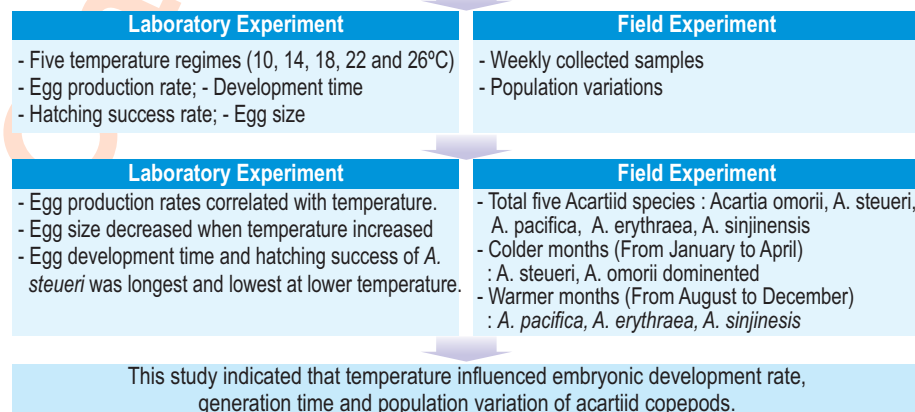 Laboratory Experiment
- Five temperature regimes (10, 14, 18, 22 and 26ºC)
- Egg production rate; - Development time
- Hatching success rate; - Egg size
Field Experiment
- Weekly collected samples
- Population variations
Laboratory Experiment
- Egg production rates correlated with temperature.
- Egg size decreased when temperature increased
- Egg development time and hatching success of A.
steueri was longest and lowest at lower temperature.
Field Experiment
- Total five Acartiid species : Acartia omorii, A. steueri,
A. pacifica, A. erythraea, A. sinjinensis
- Colder months (From January to April)
: A. steueri, A. omorii dominented
- Warmer months (From August to December)
: A. pacifica, A. erythraea, A. sinjinesis
This study indicated that temperature influenced embryonic development rate,
generation time and population variation of acartiid copepods.